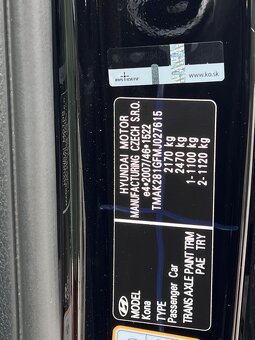 www.ko.sk
HYUNDAI MOTOR
MANUFACTURING CZECH S.R.O.
e4*2007/46*1622
TMAK281GFMJ027615
2170 kg
2470 kg
1-1100 kg
2-1120 kg
MODEL Kona
TYPE Passenger Car
TRANS AXLE PAINT TRIM
PAE TRY